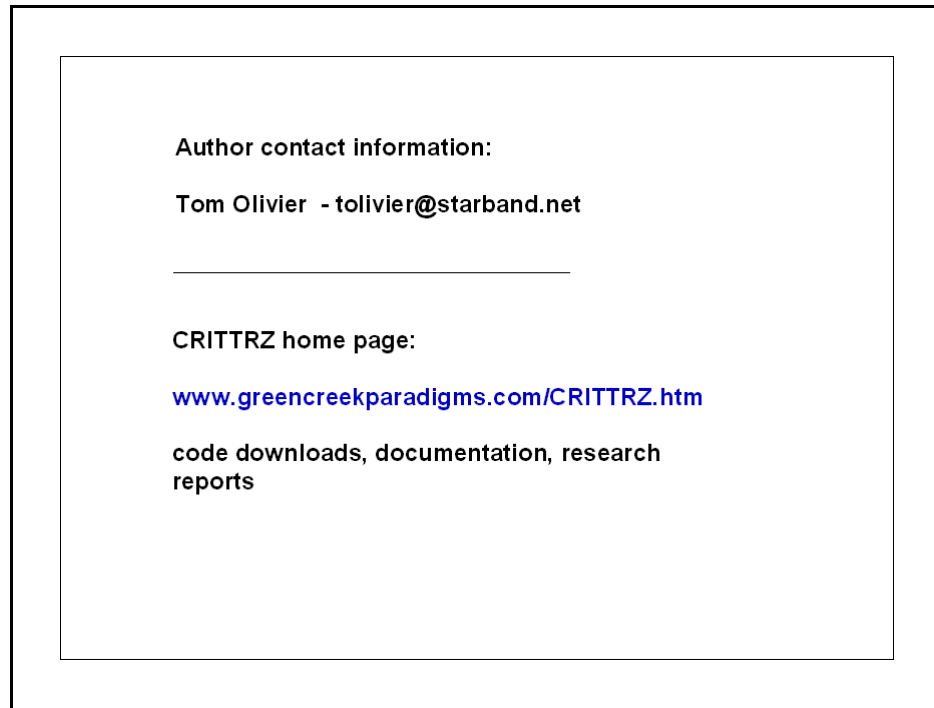 Author contact information:
Tom Olivier  - tolivier@starband.net
CRITTRZ home page:
www.greencreekparadigms.com/CRITTRZ.htm
code downloads, documentation, research
reports